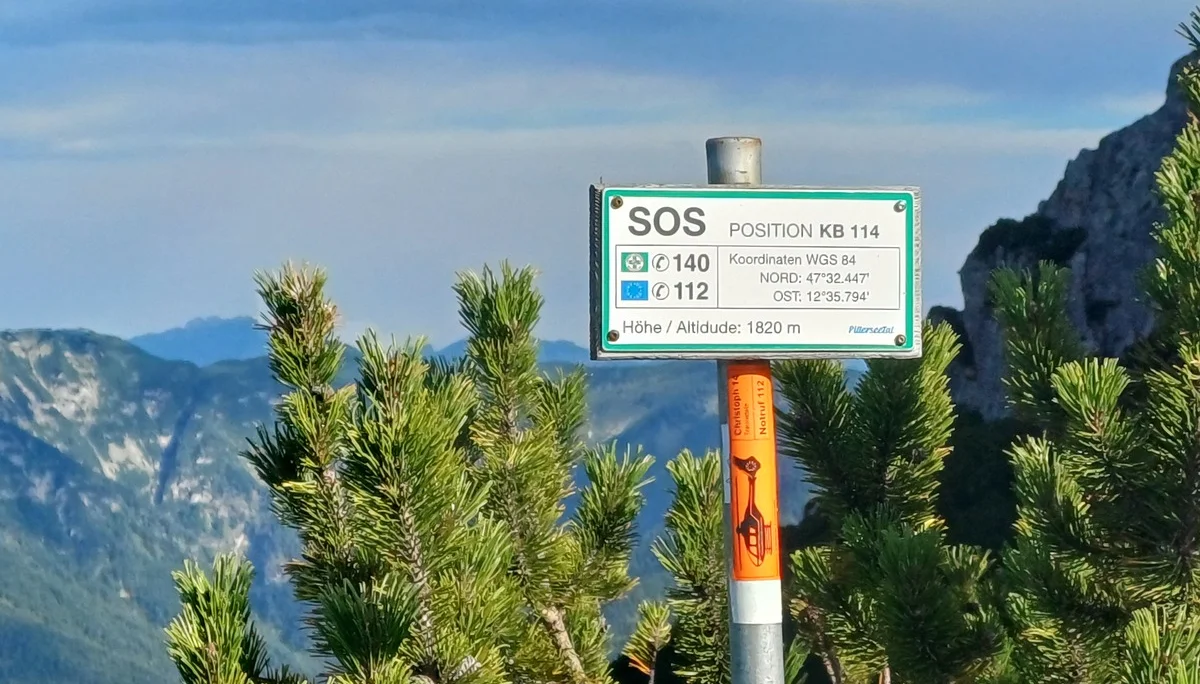 SOS POSITION KB 114
140
112
Koordinaten WGS 84
NORD: 47°32.447'
OST: 12°35.794'
Höhe / Altidude: 1820 m
Pillerseetal
Christoph 14
Notruf 112